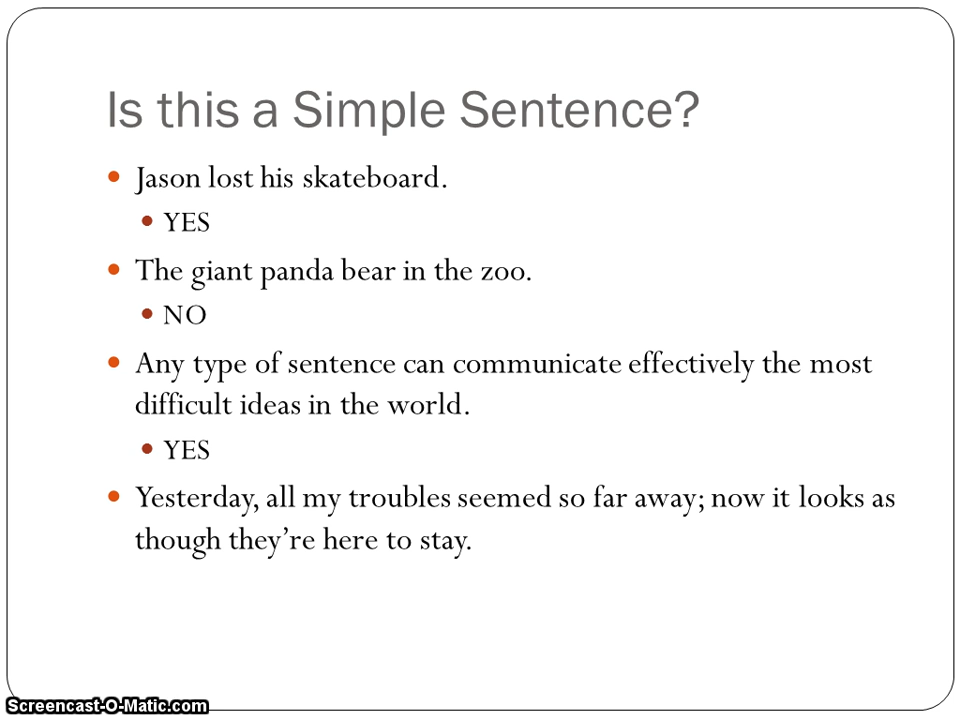 Is this a Simple Sentence?
Jason lost his skateboard.
YES
The giant panda bear in the zoo.
NO
Any type of sentence can communicate effectively the most
difficult ideas in the world.
YES
Yesterday, all my troubles seemed so far away; now it looks as
though they’re here to stay.
Screencast-O-Matic.com